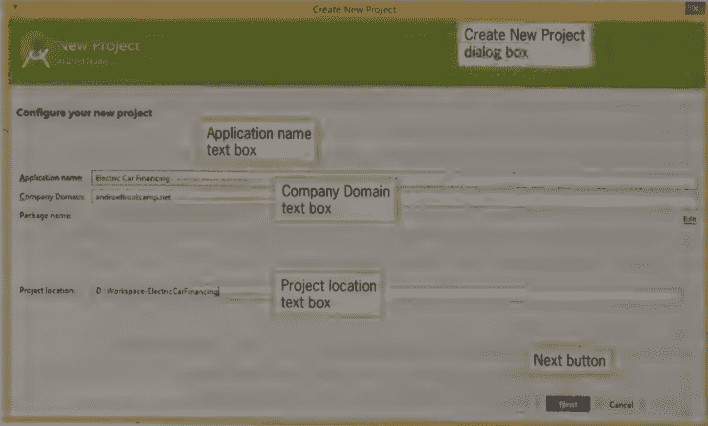 Create New Project
New Project
Create New Project
dialog box
Configure your new project
Application name
text box
Application name: Electric Car Financing
Company Domain
text box
Company Domain: androidbootcamp.net
Package name:
Edit
Project location
text box
Project location: D:\Workspace\ElectricCarFinancing
Next button
Next
Cancel